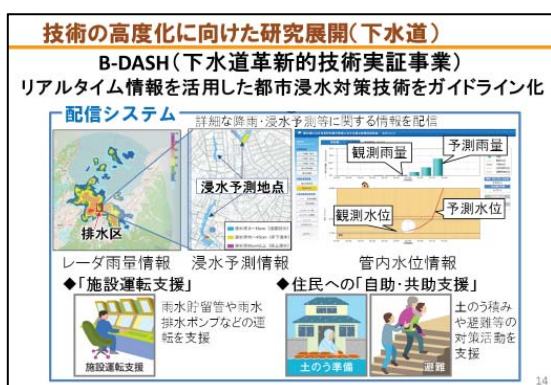 技術の高度化に向けた研究展開（下水道）
B-DASH（下水道革新的技術実証事業）
リアルタイム情報を活用した都市浸水対策技術をガイドライン化
配信システム
詳細な降雨・浸水予測等に関する情報を配信
排水区
浸水予測地点
観測雨量
予測雨量
観測水位
予測水位
レーダ雨量情報
浸水予測情報
管内水位情報
◆「施設運転支援」
施設運転支援
雨水貯留管や雨水
排水ポンプなどの運
転を支援
◆住民への「自助・共助支援」
土のう準備
避難
土のう積み
や避難等の
対策活動を
支援
14